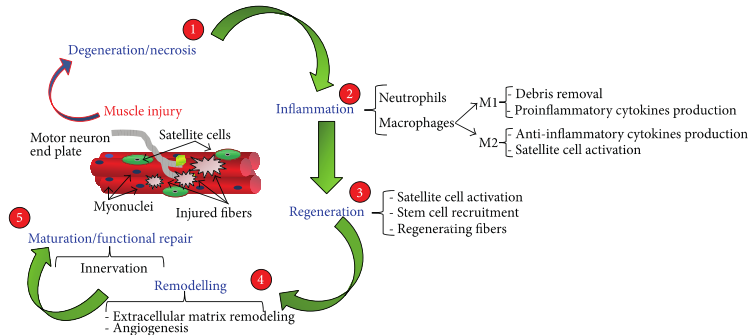 1
Degeneration/necrosis
Muscle injury
Motor neuron
end plate
Satellite cells
Myonuclei
Injured fibers
2
Inflammation
Neutrophils
Macrophages
M1
- Debris removal
- Proinflammatory cytokines production
M2
- Anti-inflammatory cytokines production
- Satellite cell activation
3
Regeneration
- Satellite cell activation
- Stem cell recruitment
- Regenerating fibers
4
Remodelling
- Extracellular matrix remodeling
- Angiogenesis
5
Maturation/functional repair
Innervation